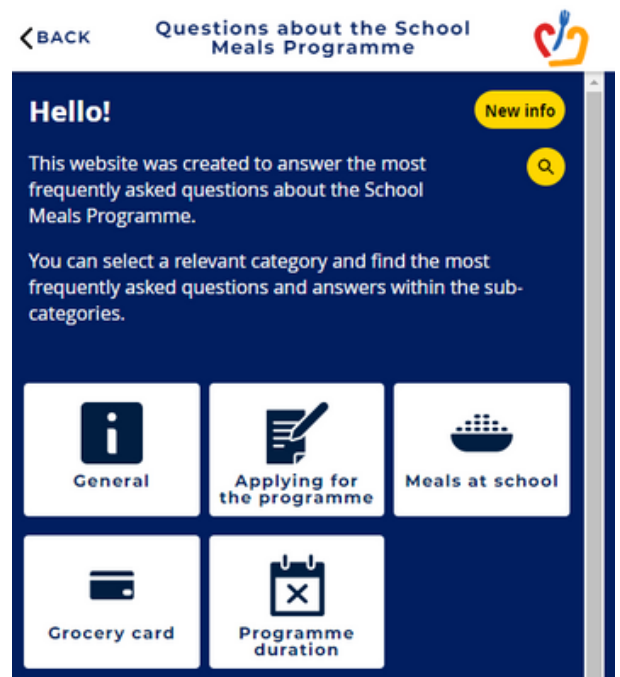 BACK
Questions about the School
Meals Programme
Hello!
New info
This website was created to answer the most
frequently asked questions about the School
Meals Programme.
You can select a relevant category and find the most
frequently asked questions and answers within the sub-
categories.
General
Applying for
the programme
Meals at school
Grocery card
Programme
duration